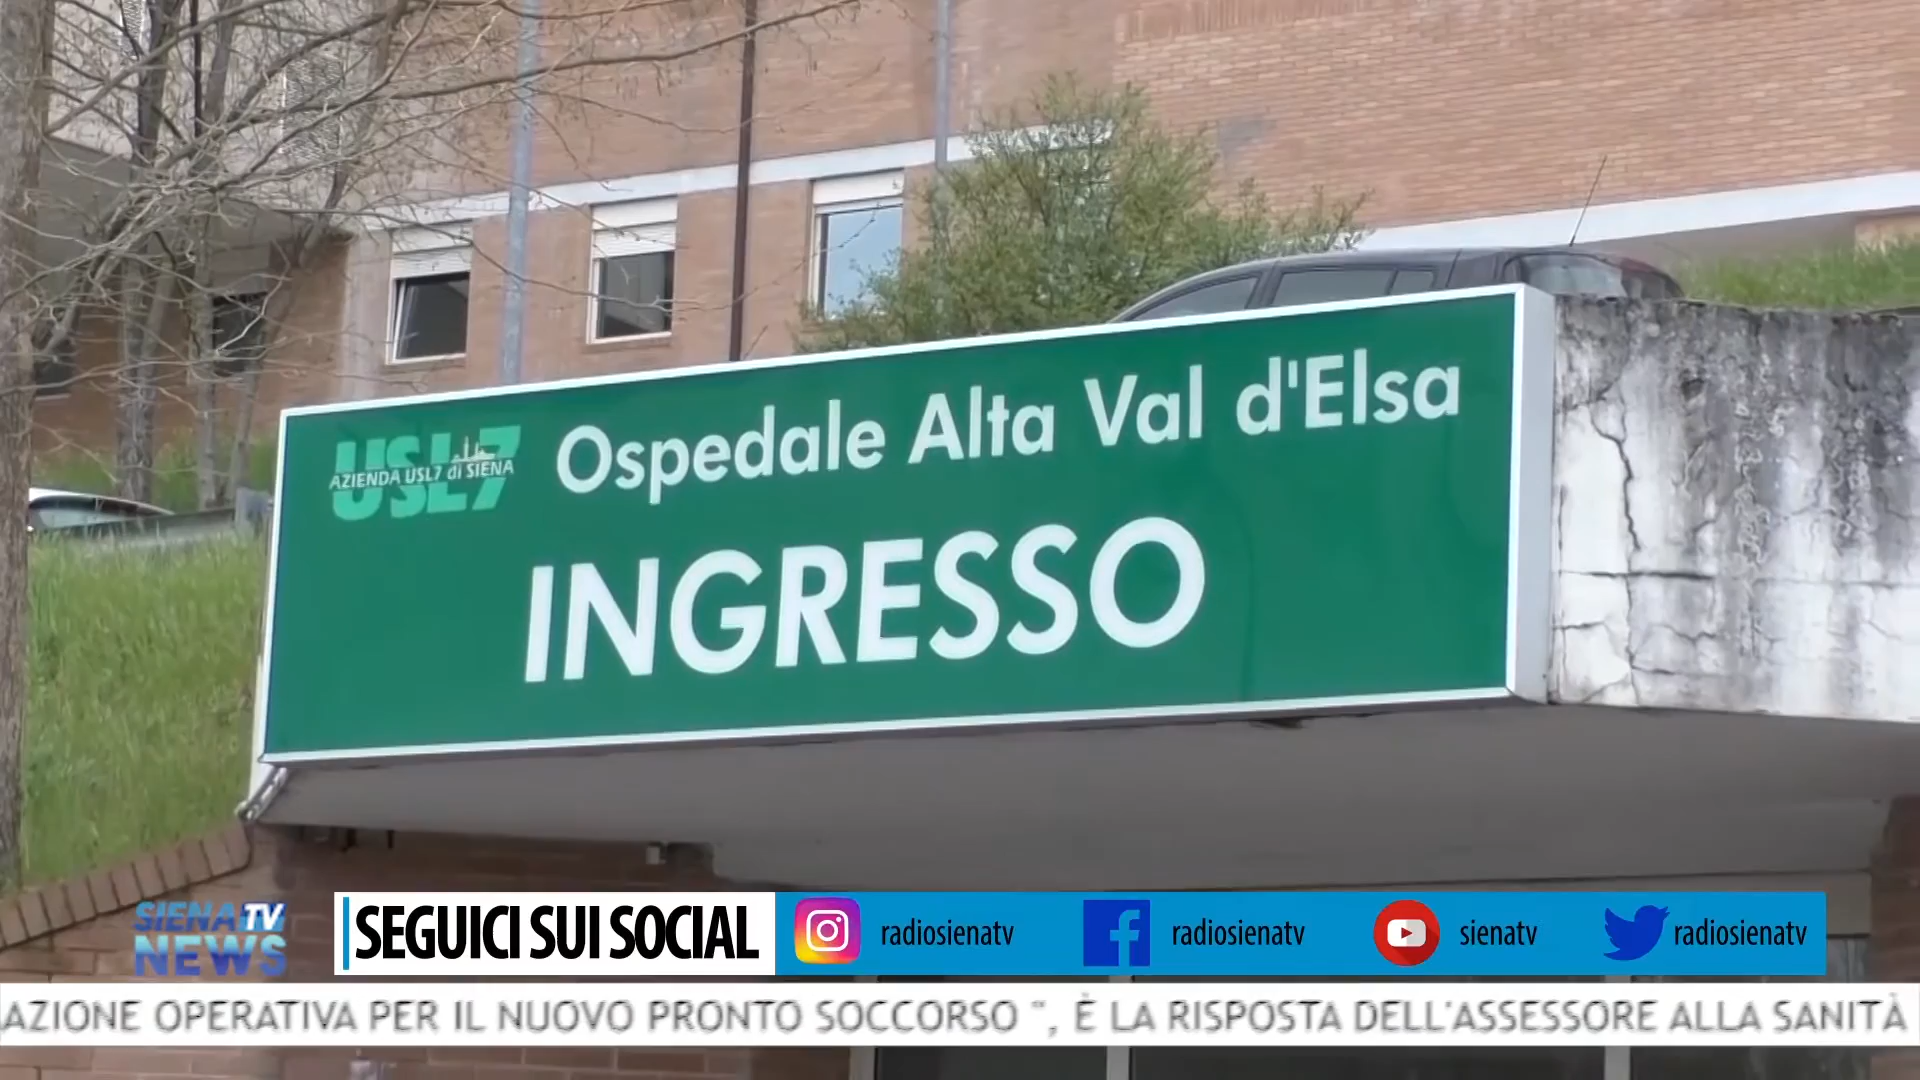 Ospedale Alta Val d'Elsa
USL7
AZIENDA USL7 di SIENA
INGRESSO
SIENA TV
NEWS
SEGUICI SUI SOCIAL
radiosienatv
radiosienatv
sienatv
radiosienatv
AZIONE OPERATIVA PER IL NUOVO PRONTO SOCCORSO ", È LA RISPOSTA DELL'ASSESSORE ALLA SANITÀ